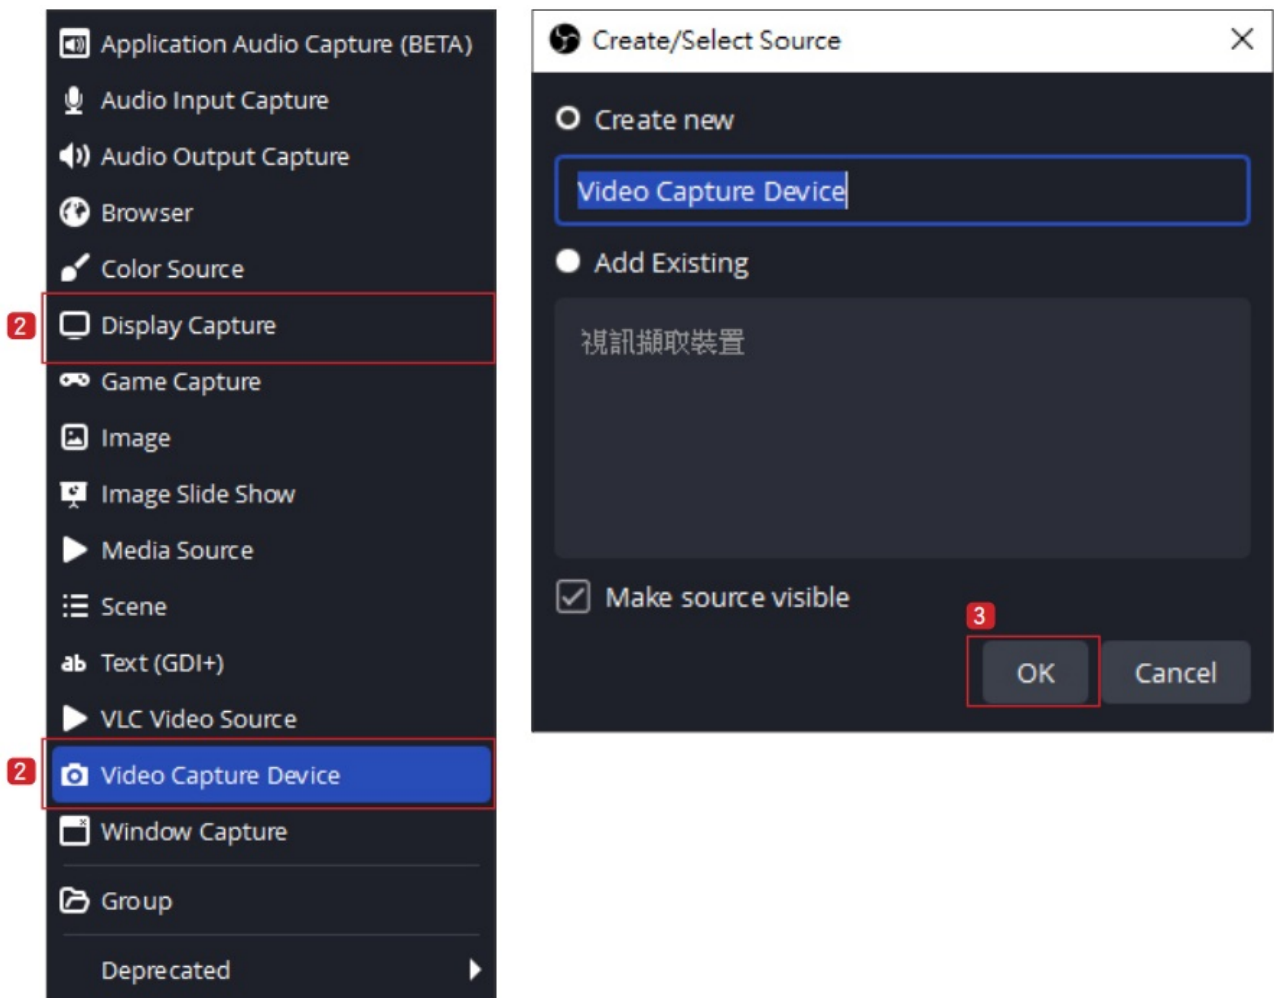 Application Audio Capture (BETA)
Audio Input Capture
Audio Output Capture
Browser
Color Source
2
Display Capture
Game Capture
Image
Image Slide Show
Media Source
Scene
ab Text (GDI+)
VLC Video Source
2
Video Capture Device
Window Capture
Group
Deprecated
Create/Select Source
Create new
Video Capture Device
Add Existing
視訊擷取裝置
Make source visible
3
OK
Cancel